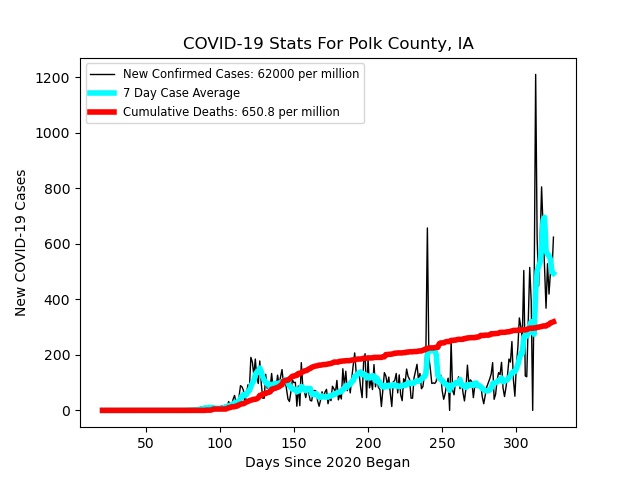 COVID-19 Stats For Polk County, IA
New Confirmed Cases: 62000 per million
7 Day Case Average
Cumulative Deaths: 650.8 per million
New COVID-19 Cases
1200
1000
800
600
400
200
0
50 100 150 200 250 300
Days Since 2020 Began